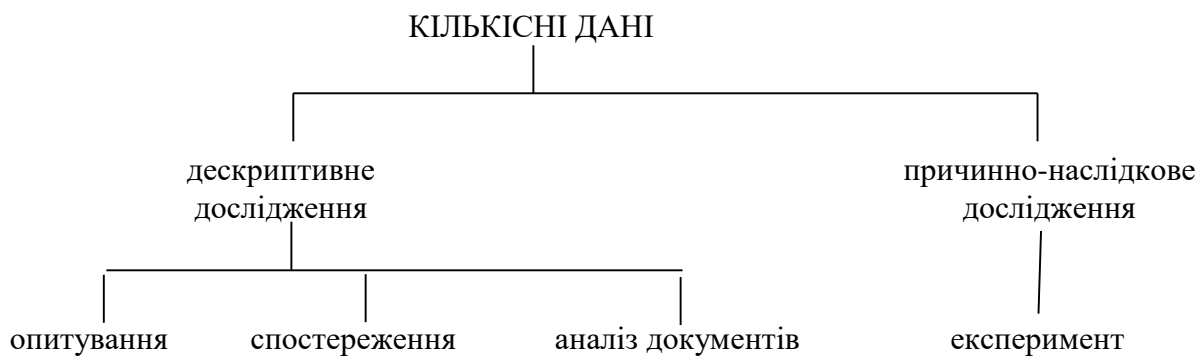 КІЛЬКІСНІ ДАНІ
дескриптивне
дослідження
причинно-наслідкове
дослідження
опитування
спостереження
аналіз документів
експеримент